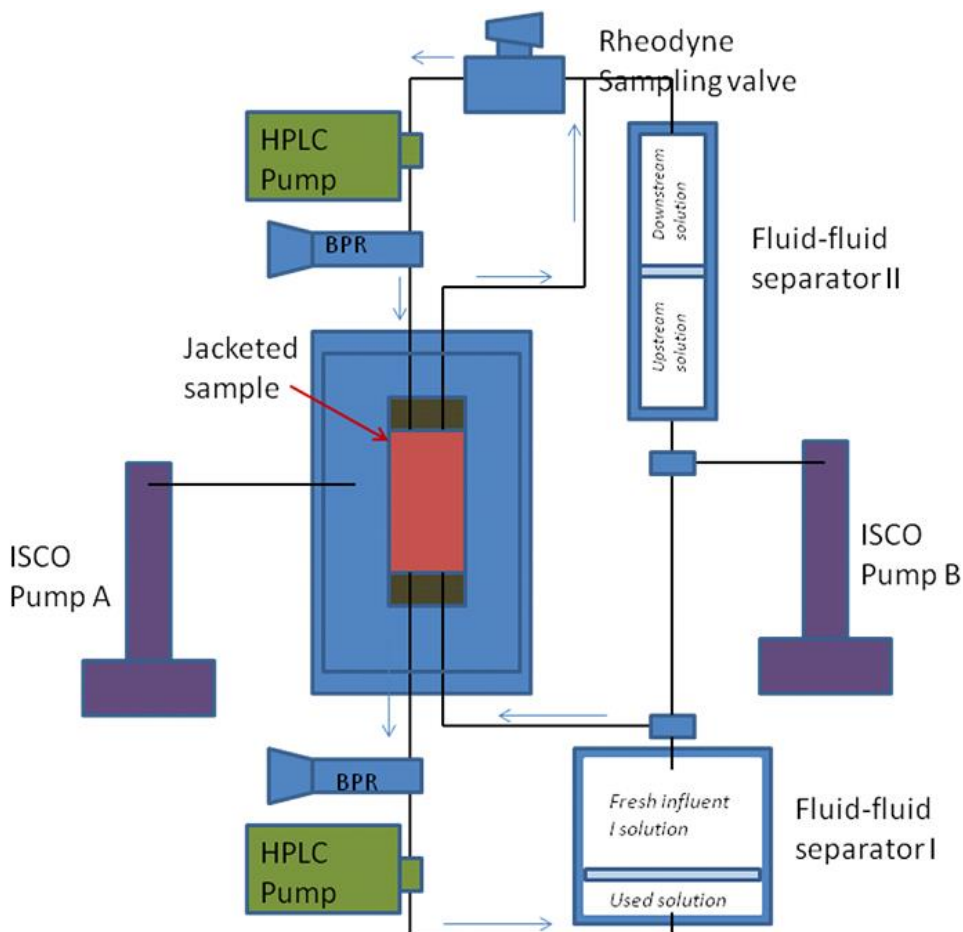 Rheodyne
Sampling valve
HPLC
Pump
BPR
Downstream
solution
Upstream
solution
Fluid-fluid
separator II
Jacketed
sample
ISCO
Pump A
ISCO
Pump B
BPR
HPLC
Pump
Fresh influent
I solution
Used solution
Fluid-fluid
separator I